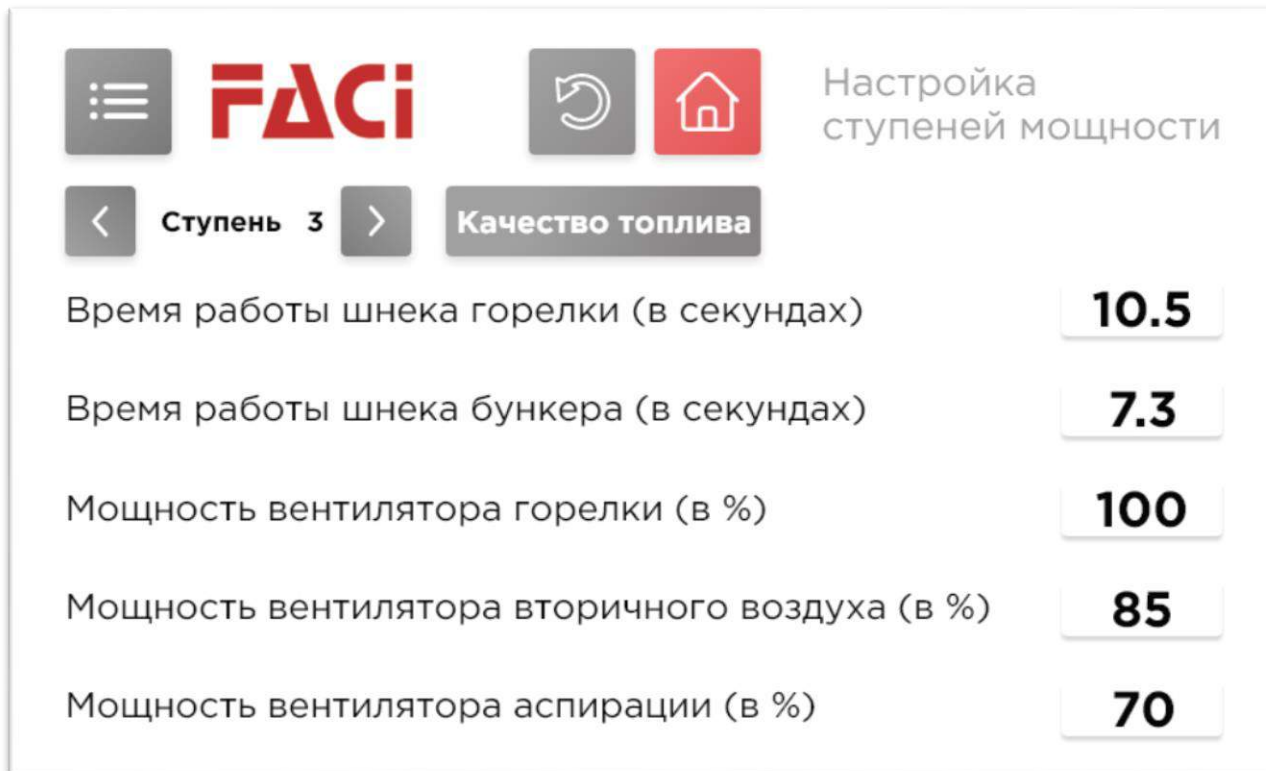 FACi
Настройка
ступеней мощности
Ступень 3
Качество топлива
Время работы шнека горелки (в секундах) 10.5
Время работы шнека бункера (в секундах) 7.3
Мощность вентилятора горелки (в %) 100
Мощность вентилятора вторичного воздуха (в %) 85
Мощность вентилятора аспирации (в %) 70